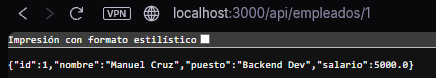 VPN localhost:3000/api/empleados/1
Impresión con formato estilístico
{"id":1,"nombre":"Manuel Cruz","puesto":"Backend Dev","salario":5000.0}